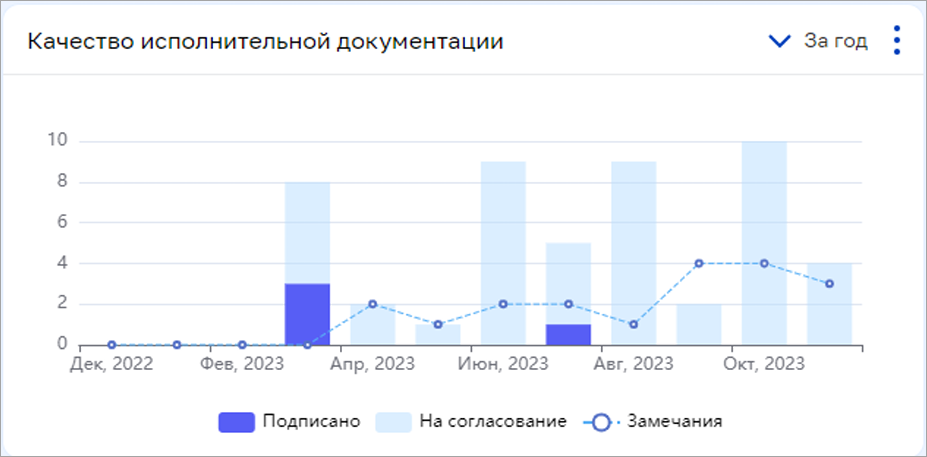 Качество исполнительной документации
За год
10
8
6
4
2
0
Дек, 2022 Фев, 2023 Апр, 2023 Июн, 2023 Авг, 2023 Окт, 2023
Подписано На согласование Замечания